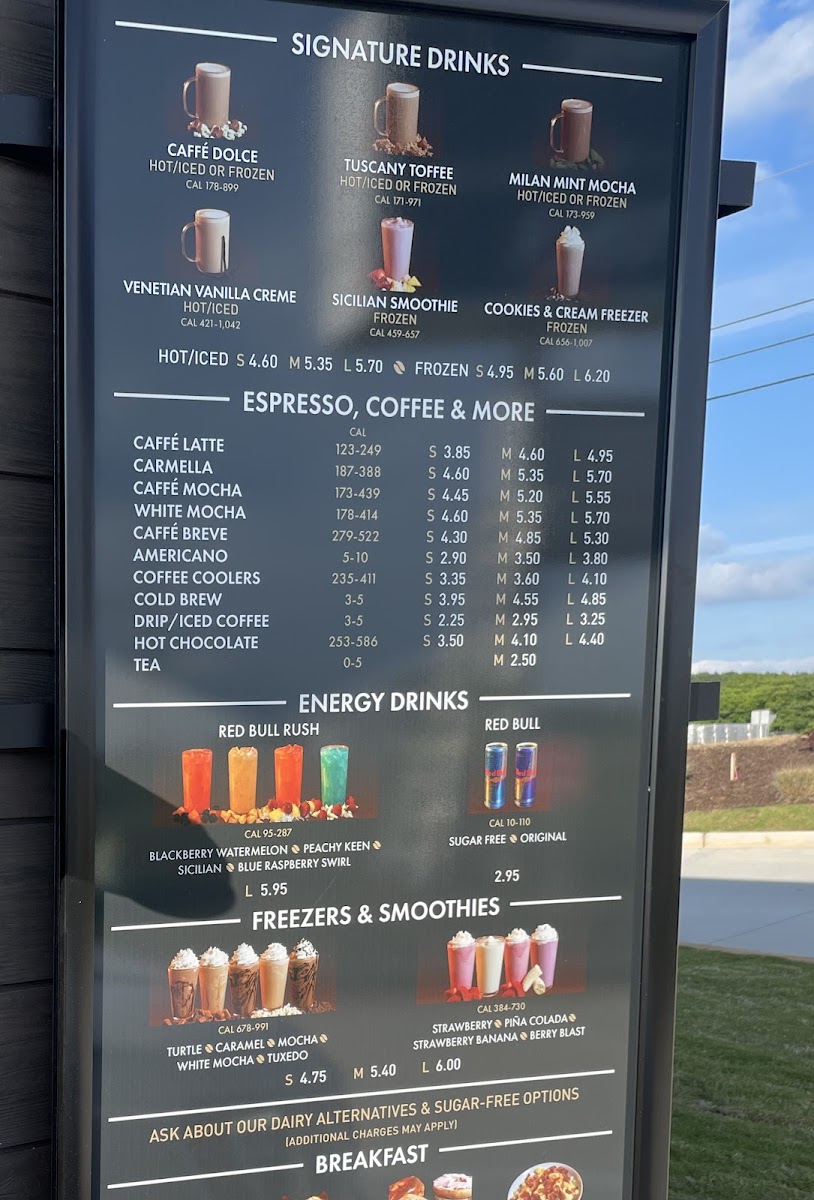 SIGNATURE DRINKS
CAFFÉ DOLCE
HOT/ICED OR FROZEN
CAL 178-899
TUSCANY TOFFEE
HOT/ICED OR FROZEN
CAL 171-971
MILAN MINT MOCHA
HOT/ICED OR FROZEN
CAL 173-959
VENETIAN VANILLA CREME
HOT/ICED
CAL 421-1,042
SICILIAN SMOOTHIE
FROZEN
CAL 459-657
COOKIES & CREAM FREEZER
FROZEN
CAL 656-1,007
HOT/ICED S 4.60 M 5.35 L 5.70 FROZEN S 4.95 M 5.60 L 6.20
ESPRESSO, COFFEE & MORE
CAL
CAFFÉ LATTE 123-249 S 3.85 M 4.60 L 4.95
CARMELLA 187-388 S 4.60 M 5.35 L 5.70
CAFFÉ MOCHA 173-439 S 4.45 M 5.20 L 5.55
WHITE MOCHA 178-414 S 4.60 M 5.35 L 5.70
CAFFÉ BREVE 279-522 S 4.30 M 4.85 L 5.30
AMERICANO 5-10 S 2.90 M 3.50 L 3.80
COFFEE COOLERS 235-411 S 3.35 M 3.60 L 4.10
COLD BREW 3-5 S 3.95 M 4.55 L 4.85
DRIP/ICED COFFEE 3-5 S 2.25 M 2.95 L 3.25
HOT CHOCOLATE 253-586 S 3.50 M 4.10 L 4.40
TEA 0-5 M 2.50
ENERGY DRINKS
RED BULL RUSH
CAL 95-287
BLACKBERRY WATERMELON PEACHY KEEN
SICILIAN BLUE RASPBERRY SWIRL
L 5.95
RED BULL
CAL 10-110
SUGAR FREE ORIGINAL
2.95
FREEZERS & SMOOTHIES
CAL 678-991
TURTLE CARAMEL MOCHA
WHITE MOCHA TUXEDO
CAL 384-730
STRAWBERRY PIÑA COLADA
STRAWBERRY BANANA BERRY BLAST
S 4.75 M 5.40 L 6.00
ASK ABOUT OUR DAIRY ALTERNATIVES & SUGAR-FREE OPTIONS
(ADDITIONAL CHARGES MAY APPLY)
BREAKFAST